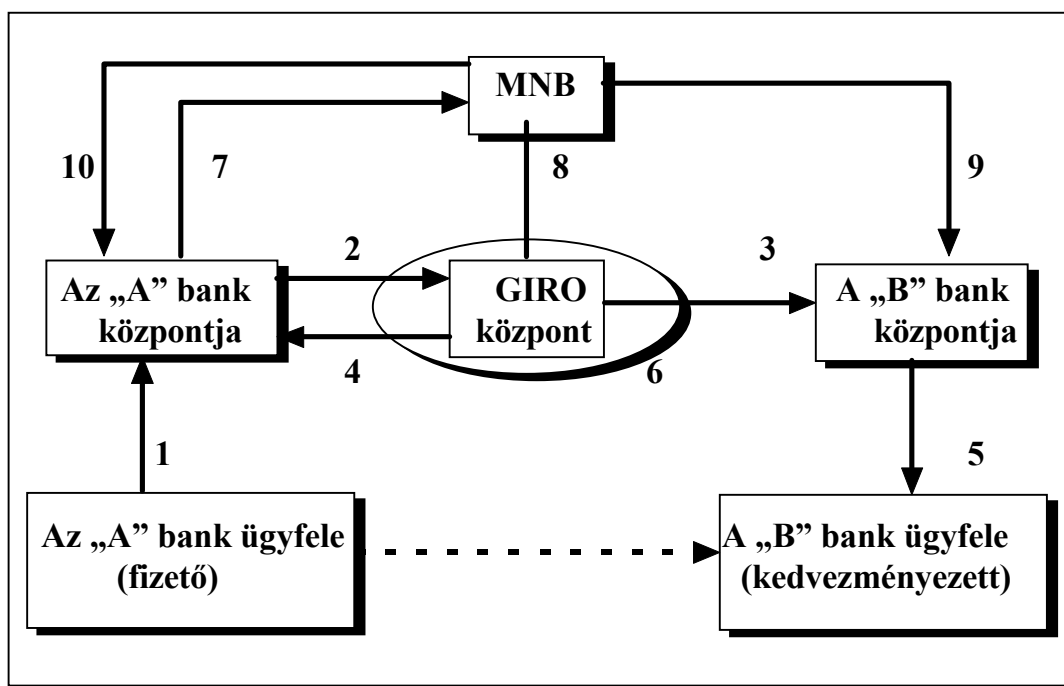 MNB
10
7
8
9
2
3
Az „A” bank
központja
GIRO
központ
A „B” bank
központja
4
6
1
5
Az „A” bank ügyfele
(fizető)
A „B” bank ügyfele
(kedvezményezett)